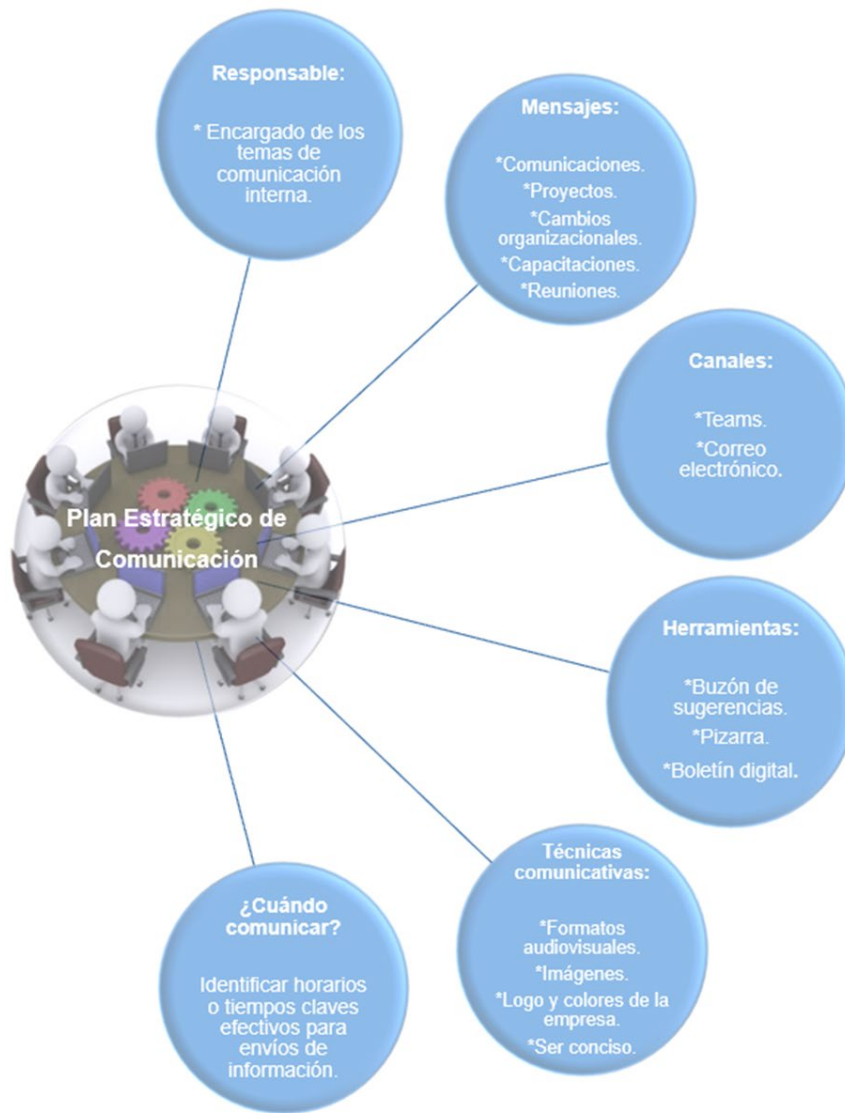 Responsable:
* Encargado de los
temas de
comunicación
interna.
Mensajes:
*Comunicaciones.
*Proyectos.
*Cambios
organizacionales.
*Capacitaciones.
*Reuniones.
Canales:
*Teams.
*Correo
electrónico.
Plan Estratégico de
Comunicación
Herramientas:
*Buzón de
sugerencias.
*Pizarra.
*Boletín digital.
Técnicas
comunicativas:
*Formatos
audiovisuales.
*Imágenes.
*Logo y colores de la
empresa.
*Ser conciso.
¿Cuándo
comunicar?
Identificar horarios
o tiempos claves
efectivos para
envíos de
información.